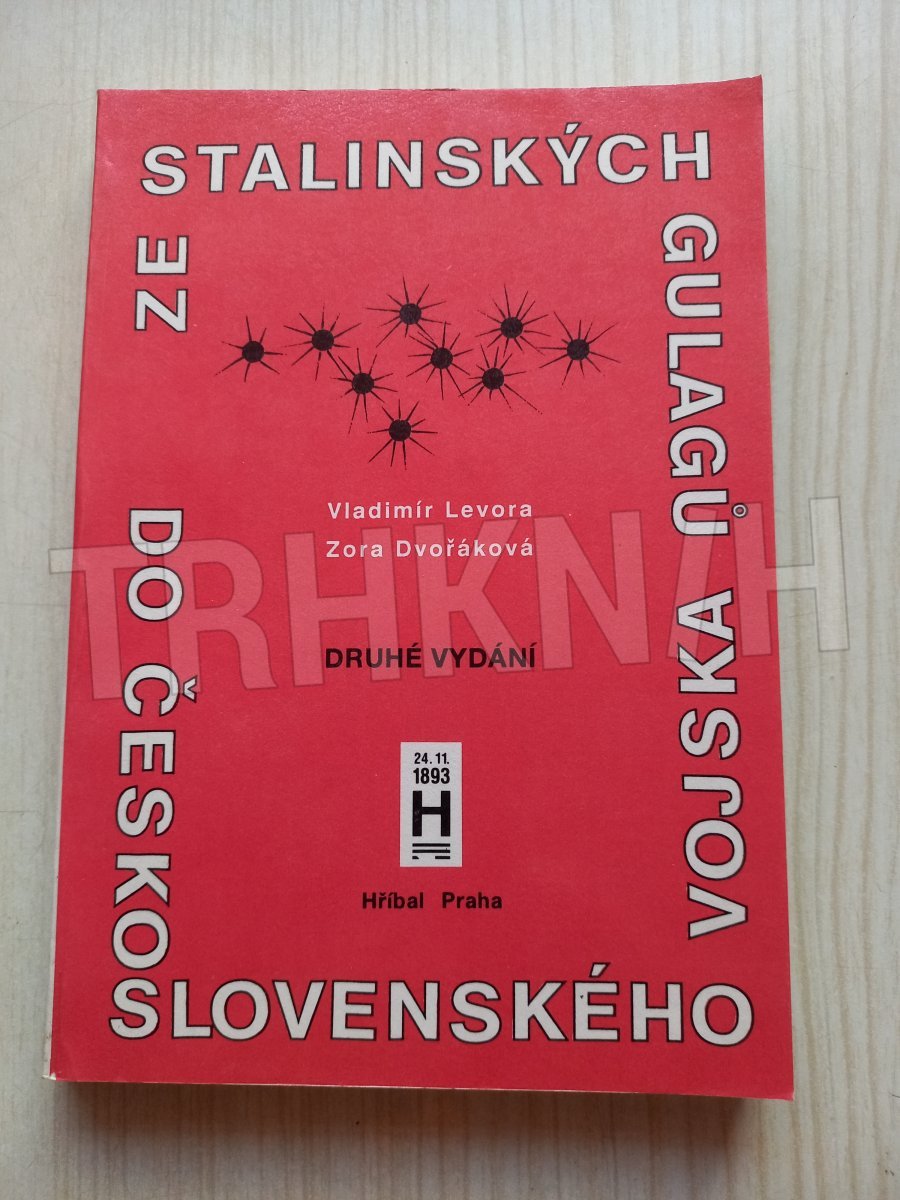 ZE
STALINSKÝCH
GULAGŮ
VOJSKA
DO ČESKO
SLOVENSKÉHO
Vladimír Levora
Zora Dvořáková
DRUHÉ VYDÁNÍ
24.11.
1893
H
Hříbal Praha
TRHKNIH